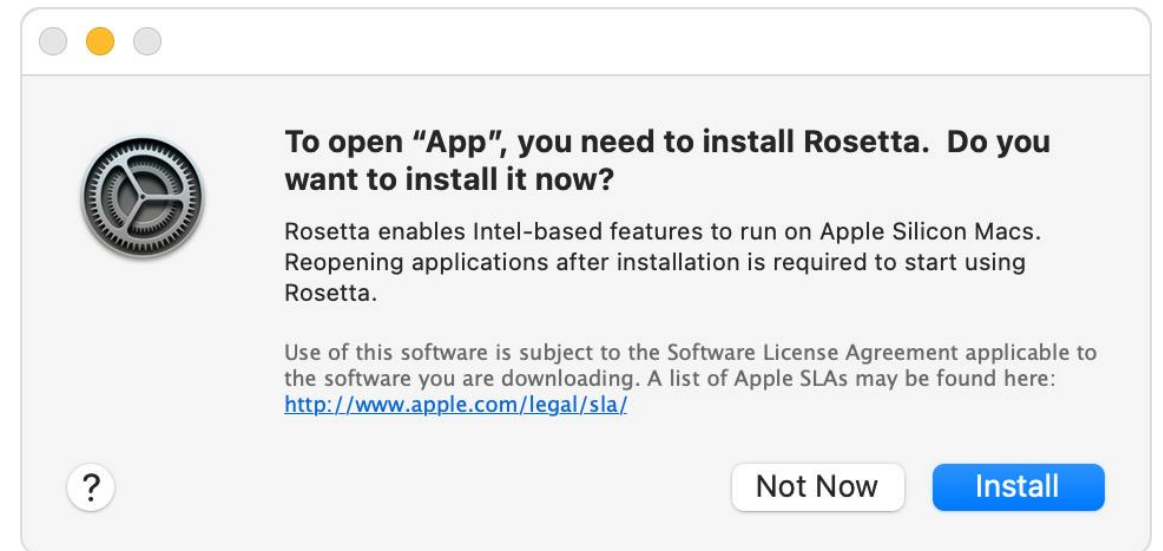 To open “App”, you need to install Rosetta.  Do you
want to install it now?
Rosetta enables Intel-based features to run on Apple Silicon Macs.
Reopening applications after installation is required to start using
Rosetta.
Use of this software is subject to the Software License Agreement applicable to
the software you are downloading. A list of Apple SLAs may be found here:
http://www.apple.com/legal/sla/
?
Not Now
Install